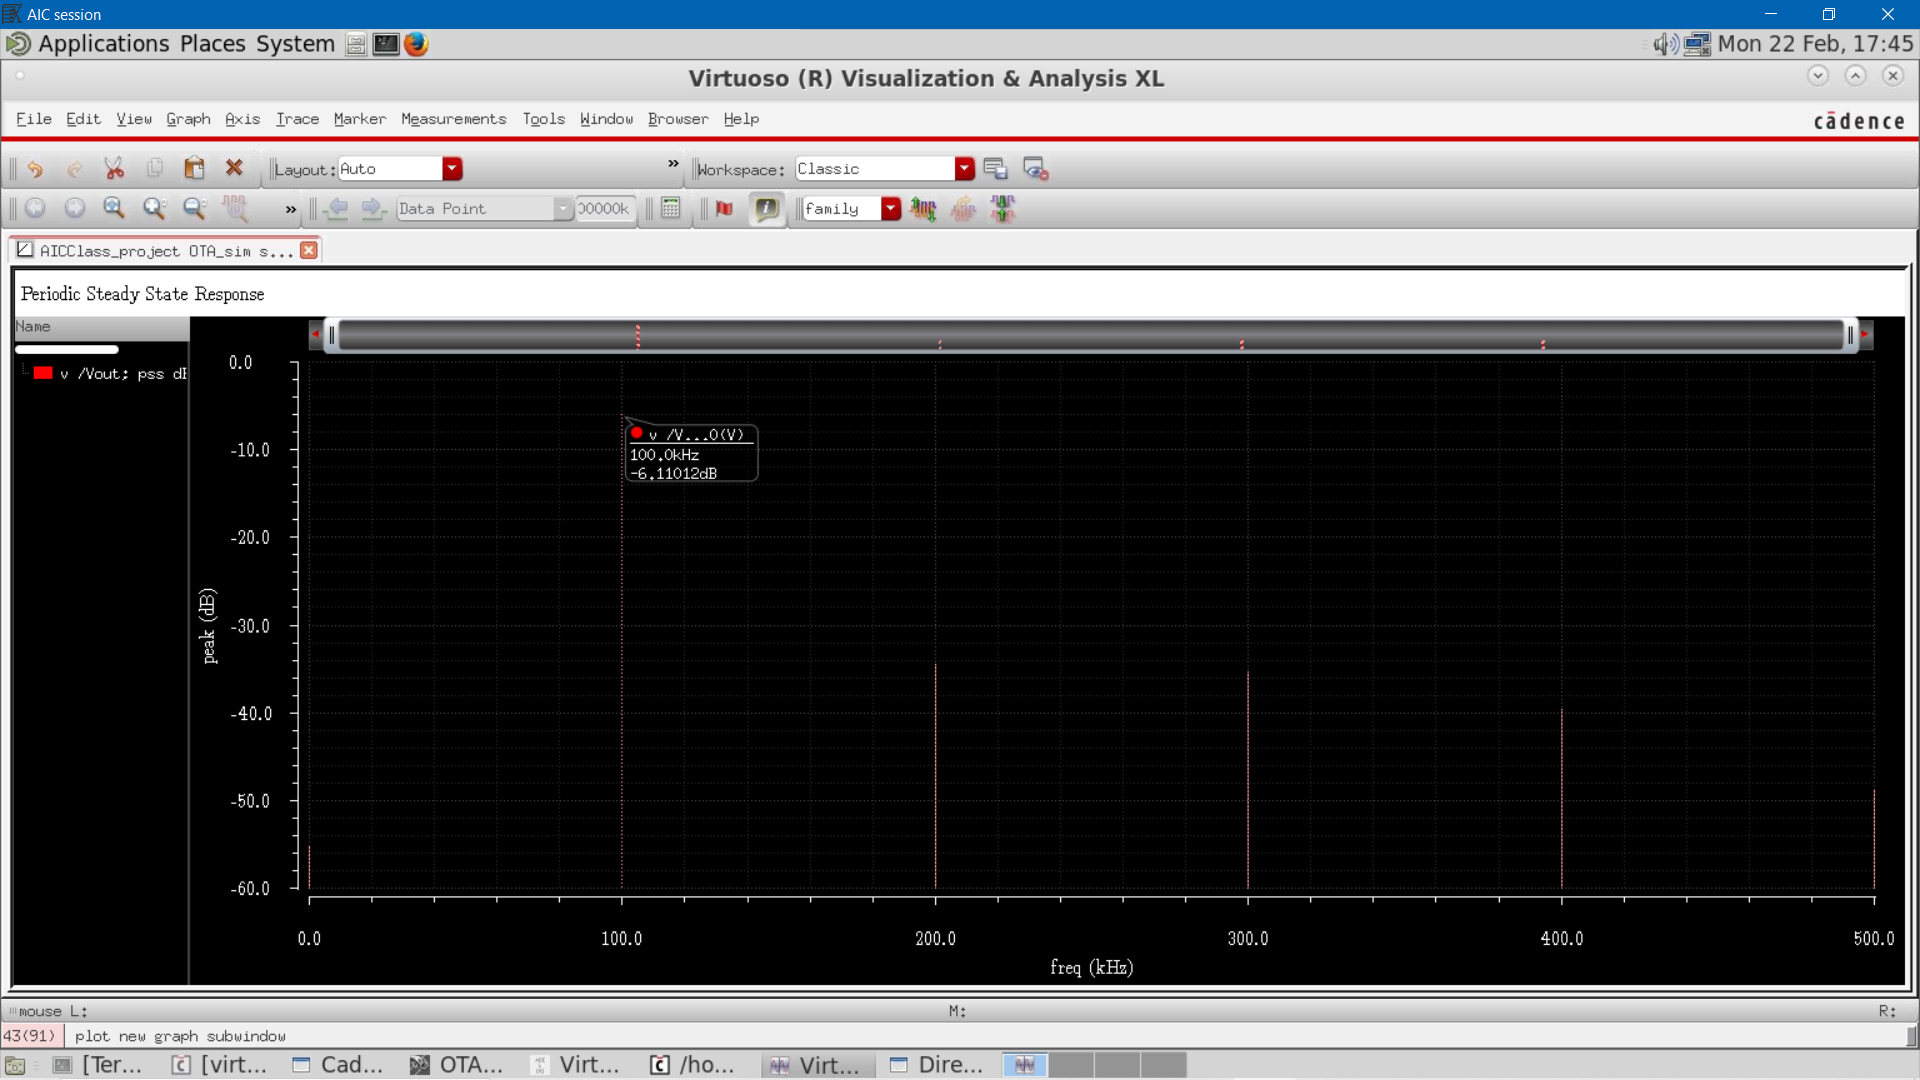 AIC session
Applications Places System
Mon 22 Feb, 17:45
Virtuoso (R) Visualization & Analysis XL
File Edit View Graph Axis Trace Marker Measurements Tools Window Browser Help
cādence
Layout: Auto
» Workspace: Classic
» Data Point
00000k
family
AICClass_project OTA_sim s...
Periodic Steady State Response
Name
v /Vout; pss dB
0.0
-10.0
-20.0
-30.0
-40.0
-50.0
-60.0
peak (dB)
v /V...0(V)
100.0kHz
-6.11012dB
0.0 100.0 200.0 300.0 400.0 500.0
freq (kHz)
mouse L: M: R:
43(91) plot new graph subwindow
[Ter... [virt... Cad... OTA... Virt... /ho... Virt... Dire...